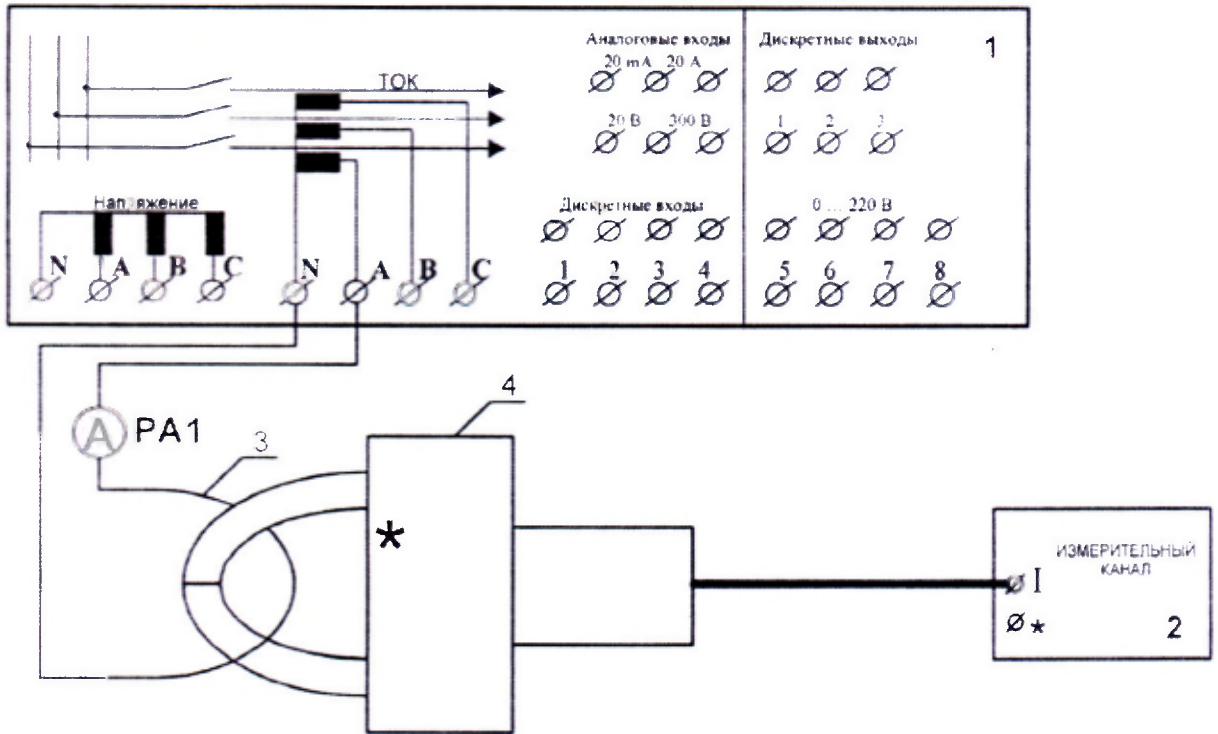 Аналоговые входы
20 mA 20 A
20 В 300 В
Дискретные выходы
1
1 2 3
ТОК
Напряжение
N A B C
N A B C
Дискретные входы
1 2 3 4
0 ... 220 В
5 6 7 8
A PA1
3
4
*
ИЗМЕРИТЕЛЬНЫЙ
КАНАЛ
I
*
2